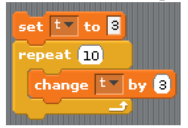 set t to 3
repeat 10
change t by 3